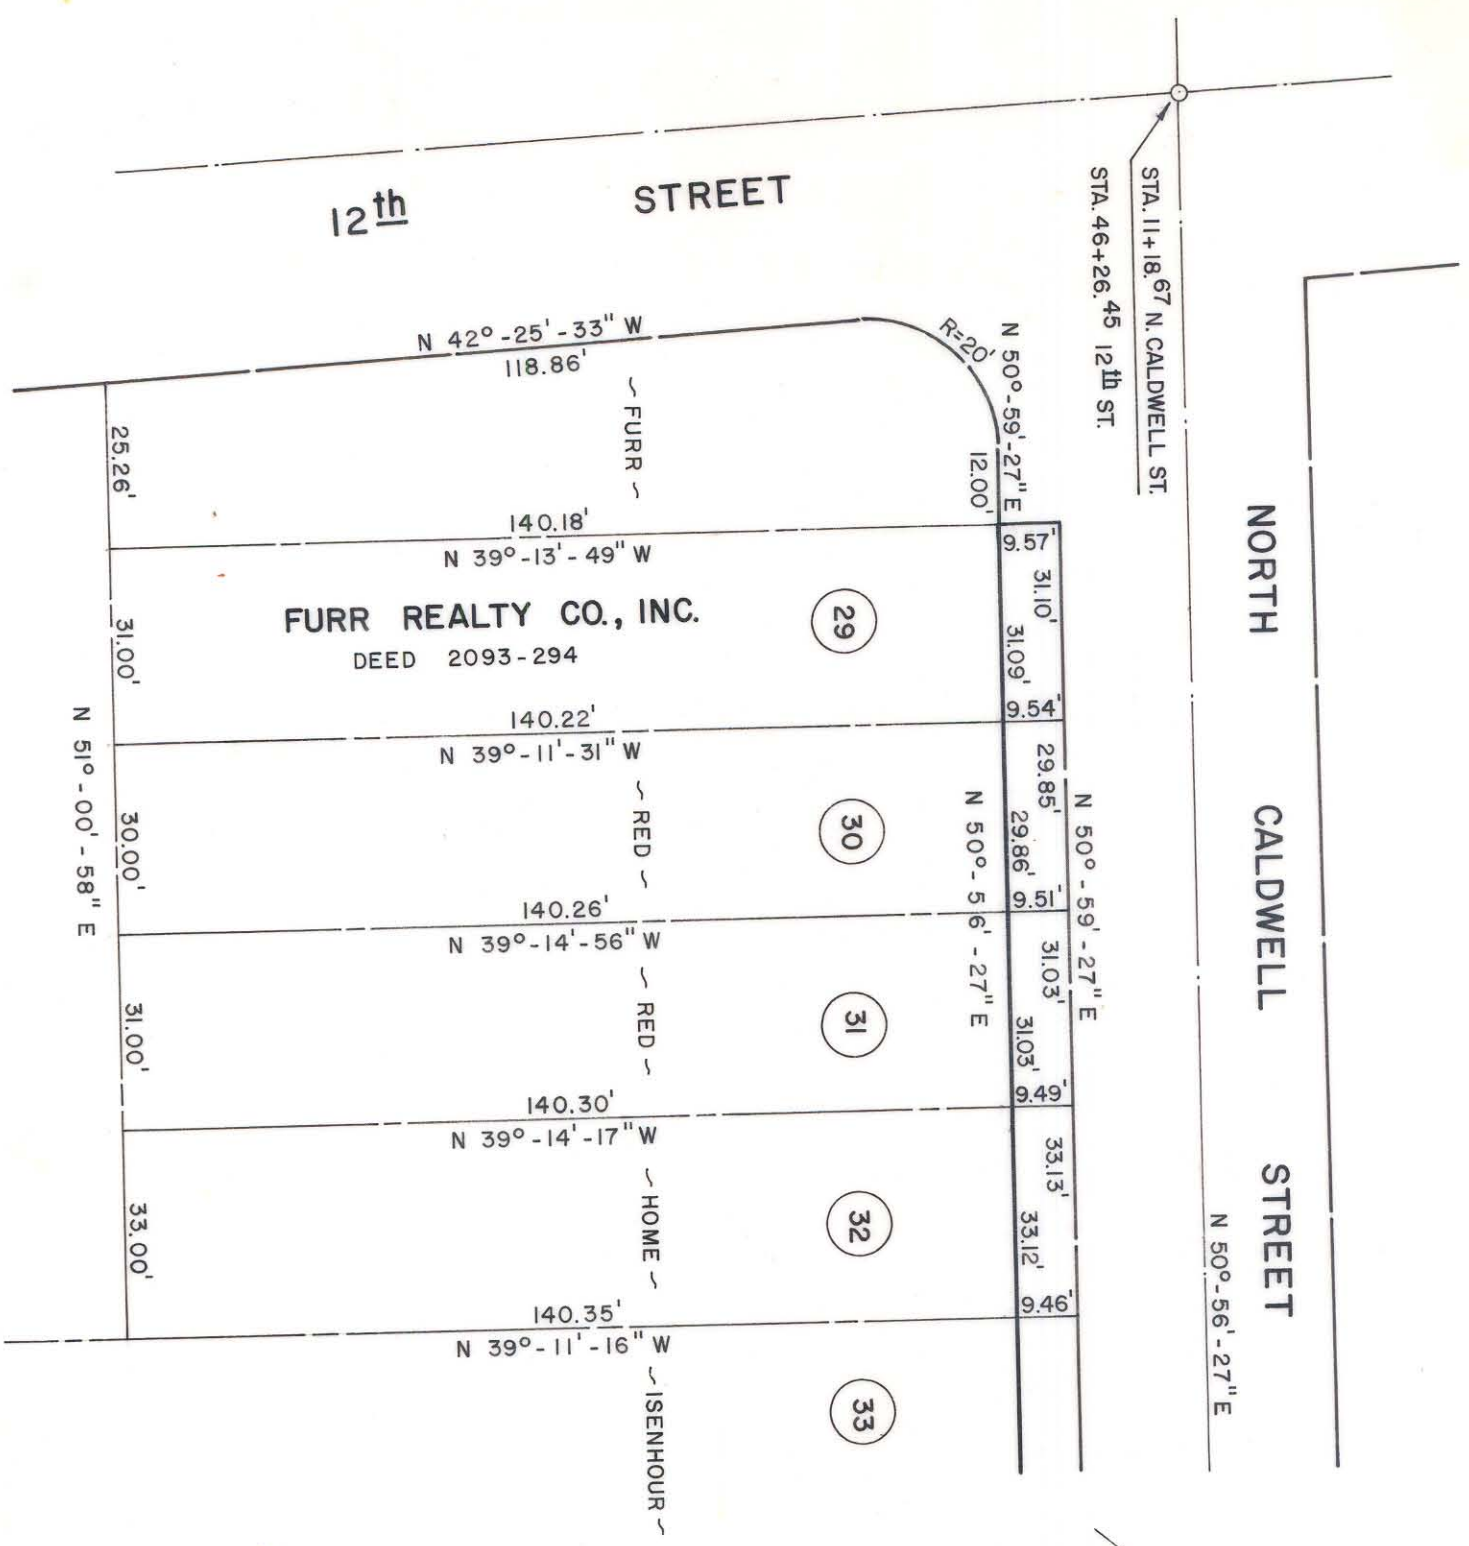 12th STREET
STA. 11+18.67 N. CALDWELL ST.
STA. 46+26.45 12th ST.
NORTH CALDWELL STREET
N 50°-56'-27" E
N 42°-25'-33" W
118.86'
R=20'
N 50°-59'-27" E
12.00'
~ FURR ~
25.26'
140.18'
N 39°-13'-49" W
9.57'
31.10'
31.09'
FURR REALTY CO., INC.
DEED 2093-294
29
31.00'
9.54'
140.22'
N 39°-11'-31" W
N 51°-00'-58" E
~ RED ~
30
30.00'
29.85'
29.86'
N 50°-56'-27" E
N 50°-59'-27" E
9.51'
140.26'
N 39°-14'-56" W
~ RED ~
31
31.00'
31.03'
31.03'
9.49'
140.30'
N 39°-14'-17" W
~ HOME ~
32
33.00'
33.13'
33.12'
9.46'
140.35'
N 39°-11'-16" W
~ ISENHOUR ~
33